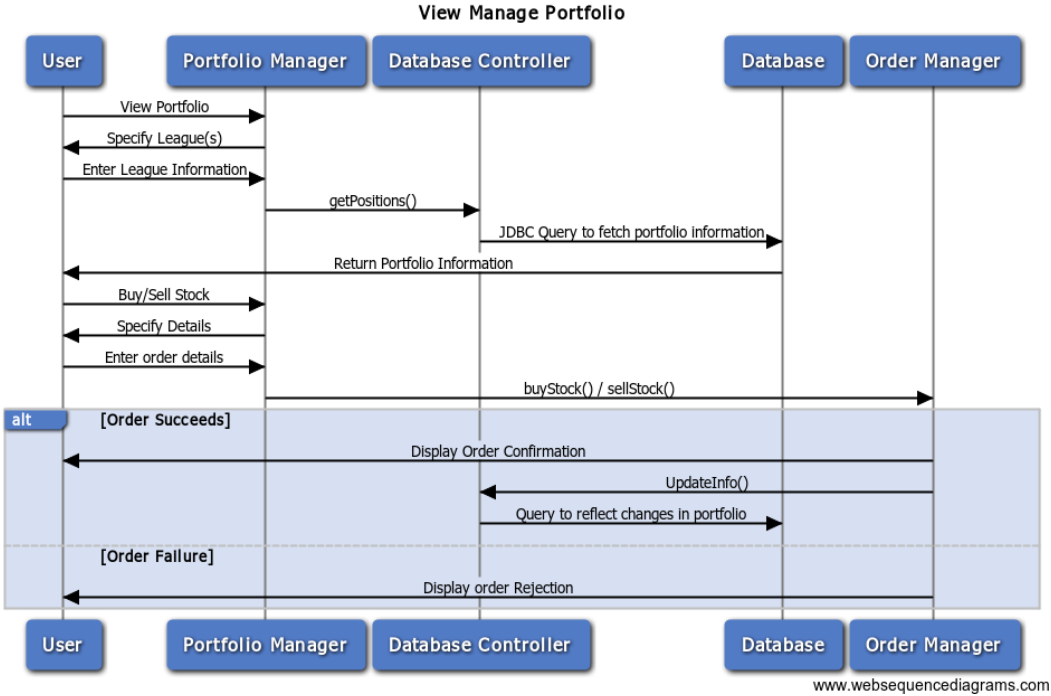 View Manage Portfolio
User
Portfolio Manager
Database Controller
Database
Order Manager
View Portfolio
Specify League(s)
Enter League Information
getPositions()
JDBC Query to fetch portfolio information
Return Portfolio Information
Buy/Sell Stock
Specify Details
Enter order details
buyStock() / sellStock()
alt
[Order Succeeds]
Display Order Confirmation
UpdateInfo()
Query to reflect changes in portfolio
[Order Failure]
Display order Rejection
User
Portfolio Manager
Database Controller
Database
Order Manager
www.websequencediagrams.com